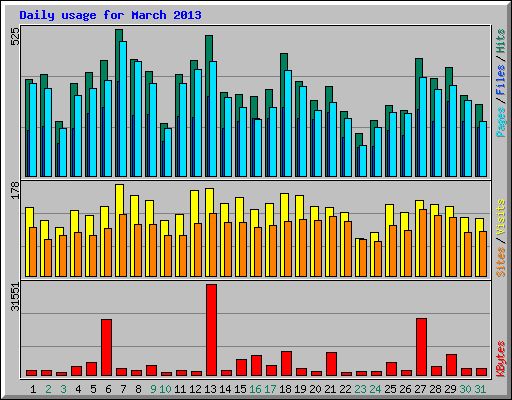 Daily usage for March 2013
525
Pages / Files / Hits
178
Sites / Visits
31551
KBytes
1 2 3 4 5 6 7 8 9 10 11 12 13 14 15 16 17 18 19 20 21 22 23 24 25 26 27 28 29 30 31